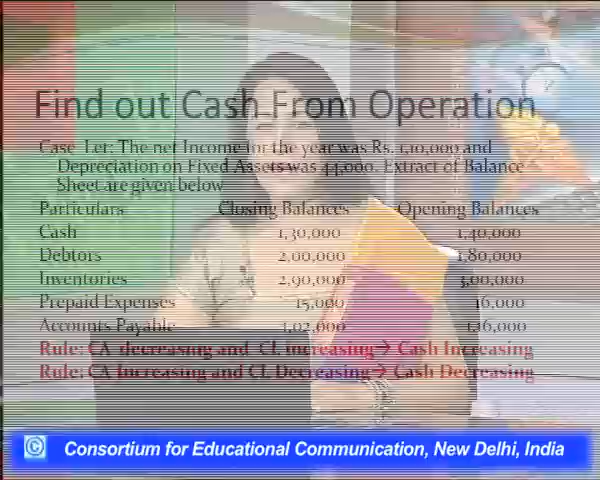 Find out Cash From Operation
Case Let: The net Income for the year was Rs. 1,10,000 and
Depreciation on Fixed Assets was 44,000. Extract of Balance
Sheet are given below
Particulars Closing Balances Opening Balances
Cash 1,30,000 1,40,000
Debtors 2,00,000 1,80,000
Inventories 2,90,000 3,00,000
Prepaid Expenses 15,000 16,000
Accounts Payable 1,02,000 1,16,000
Rule: CA decreasing and CL increasing→ Cash Increasing
Rule: CA Increasing and CL Decreasing→ Cash Decreasing
© Consortium for Educational Communication, New Delhi, India